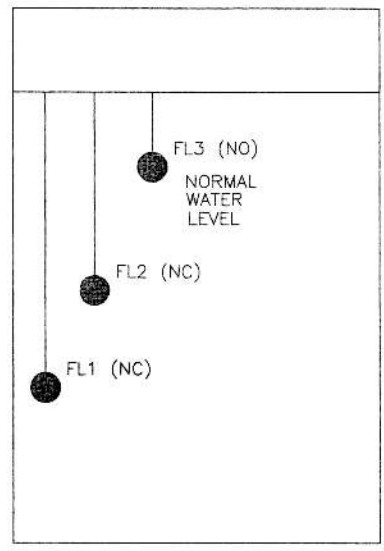 FL3 (NO)
NORMAL
WATER
LEVEL
FL2 (NC)
FL1 (NC)